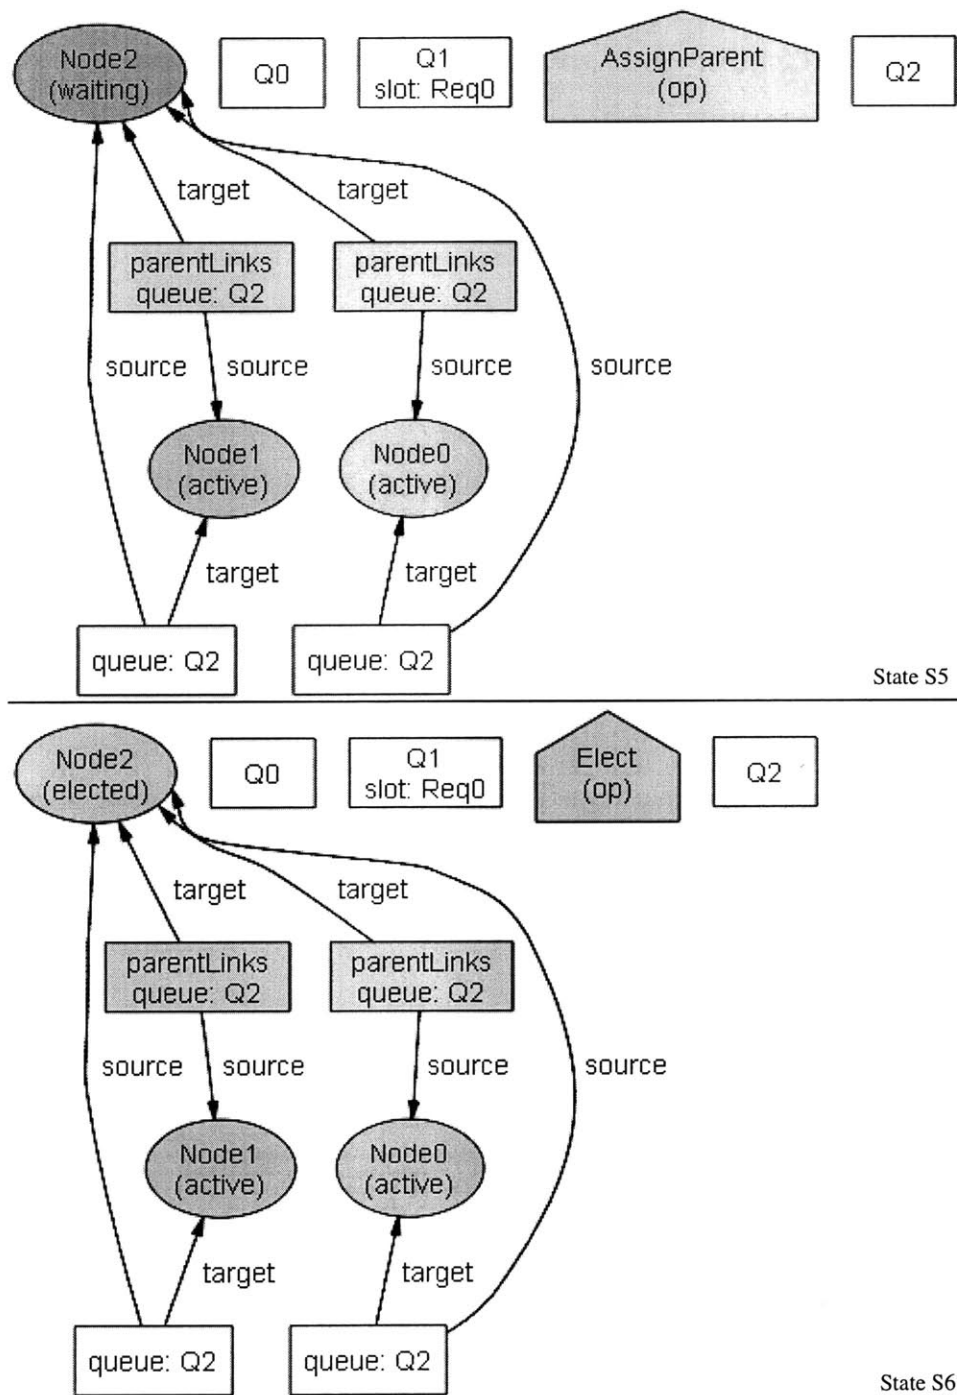 Node2
(waiting)
Q0
Q1
slot: Req0
AssignParent
(op)
Q2
target
target
parentLinks
queue: Q2
parentLinks
queue: Q2
source
source
source
source
Node1
(active)
Node0
(active)
target
target
queue: Q2
queue: Q2
State S5
Node2
(elected)
Q0
Q1
slot: Req0
Elect
(op)
Q2
target
target
parentLinks
queue: Q2
parentLinks
queue: Q2
source
source
source
source
Node1
(active)
Node0
(active)
target
target
queue: Q2
queue: Q2
State S6